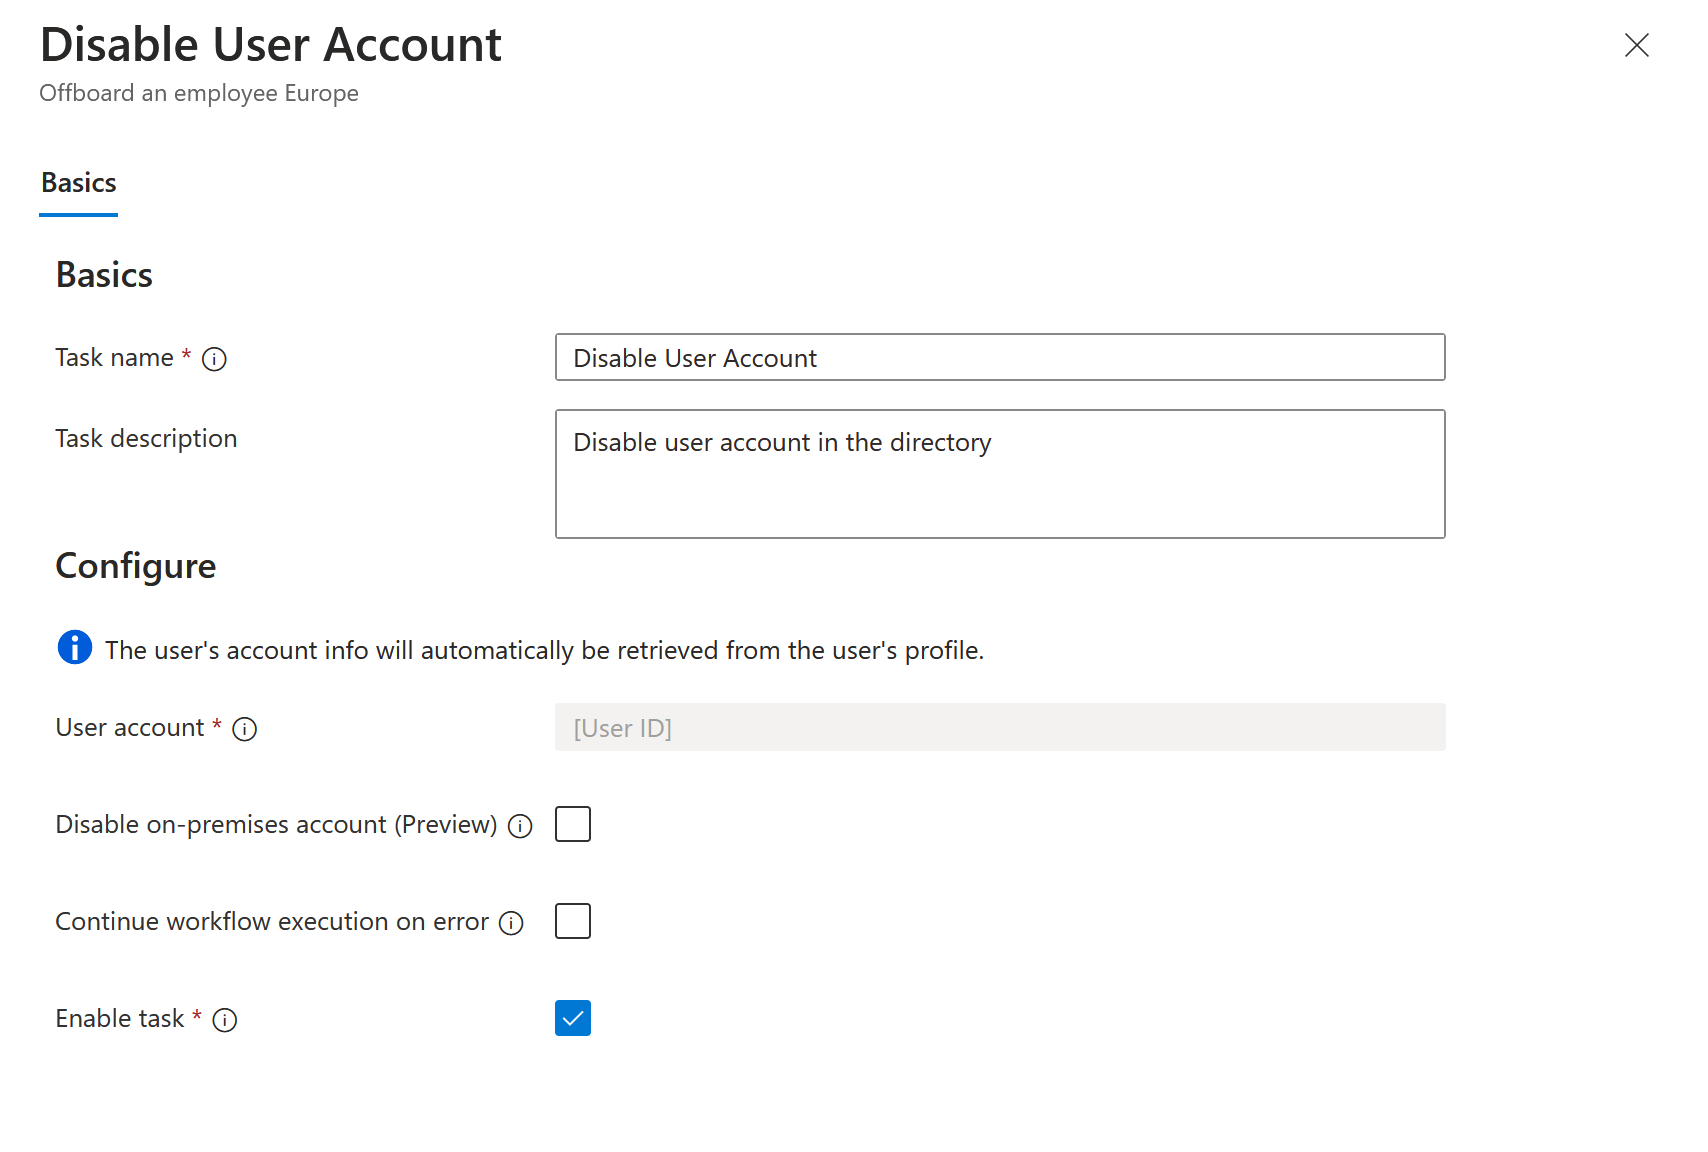 Disable User Account
Offboard an employee Europe
Basics
Basics
Task name *
Disable User Account
Task description
Disable user account in the directory
Configure
The user's account info will automatically be retrieved from the user's profile.
User account *
[User ID]
Disable on-premises account (Preview)
Continue workflow execution on error
Enable task *